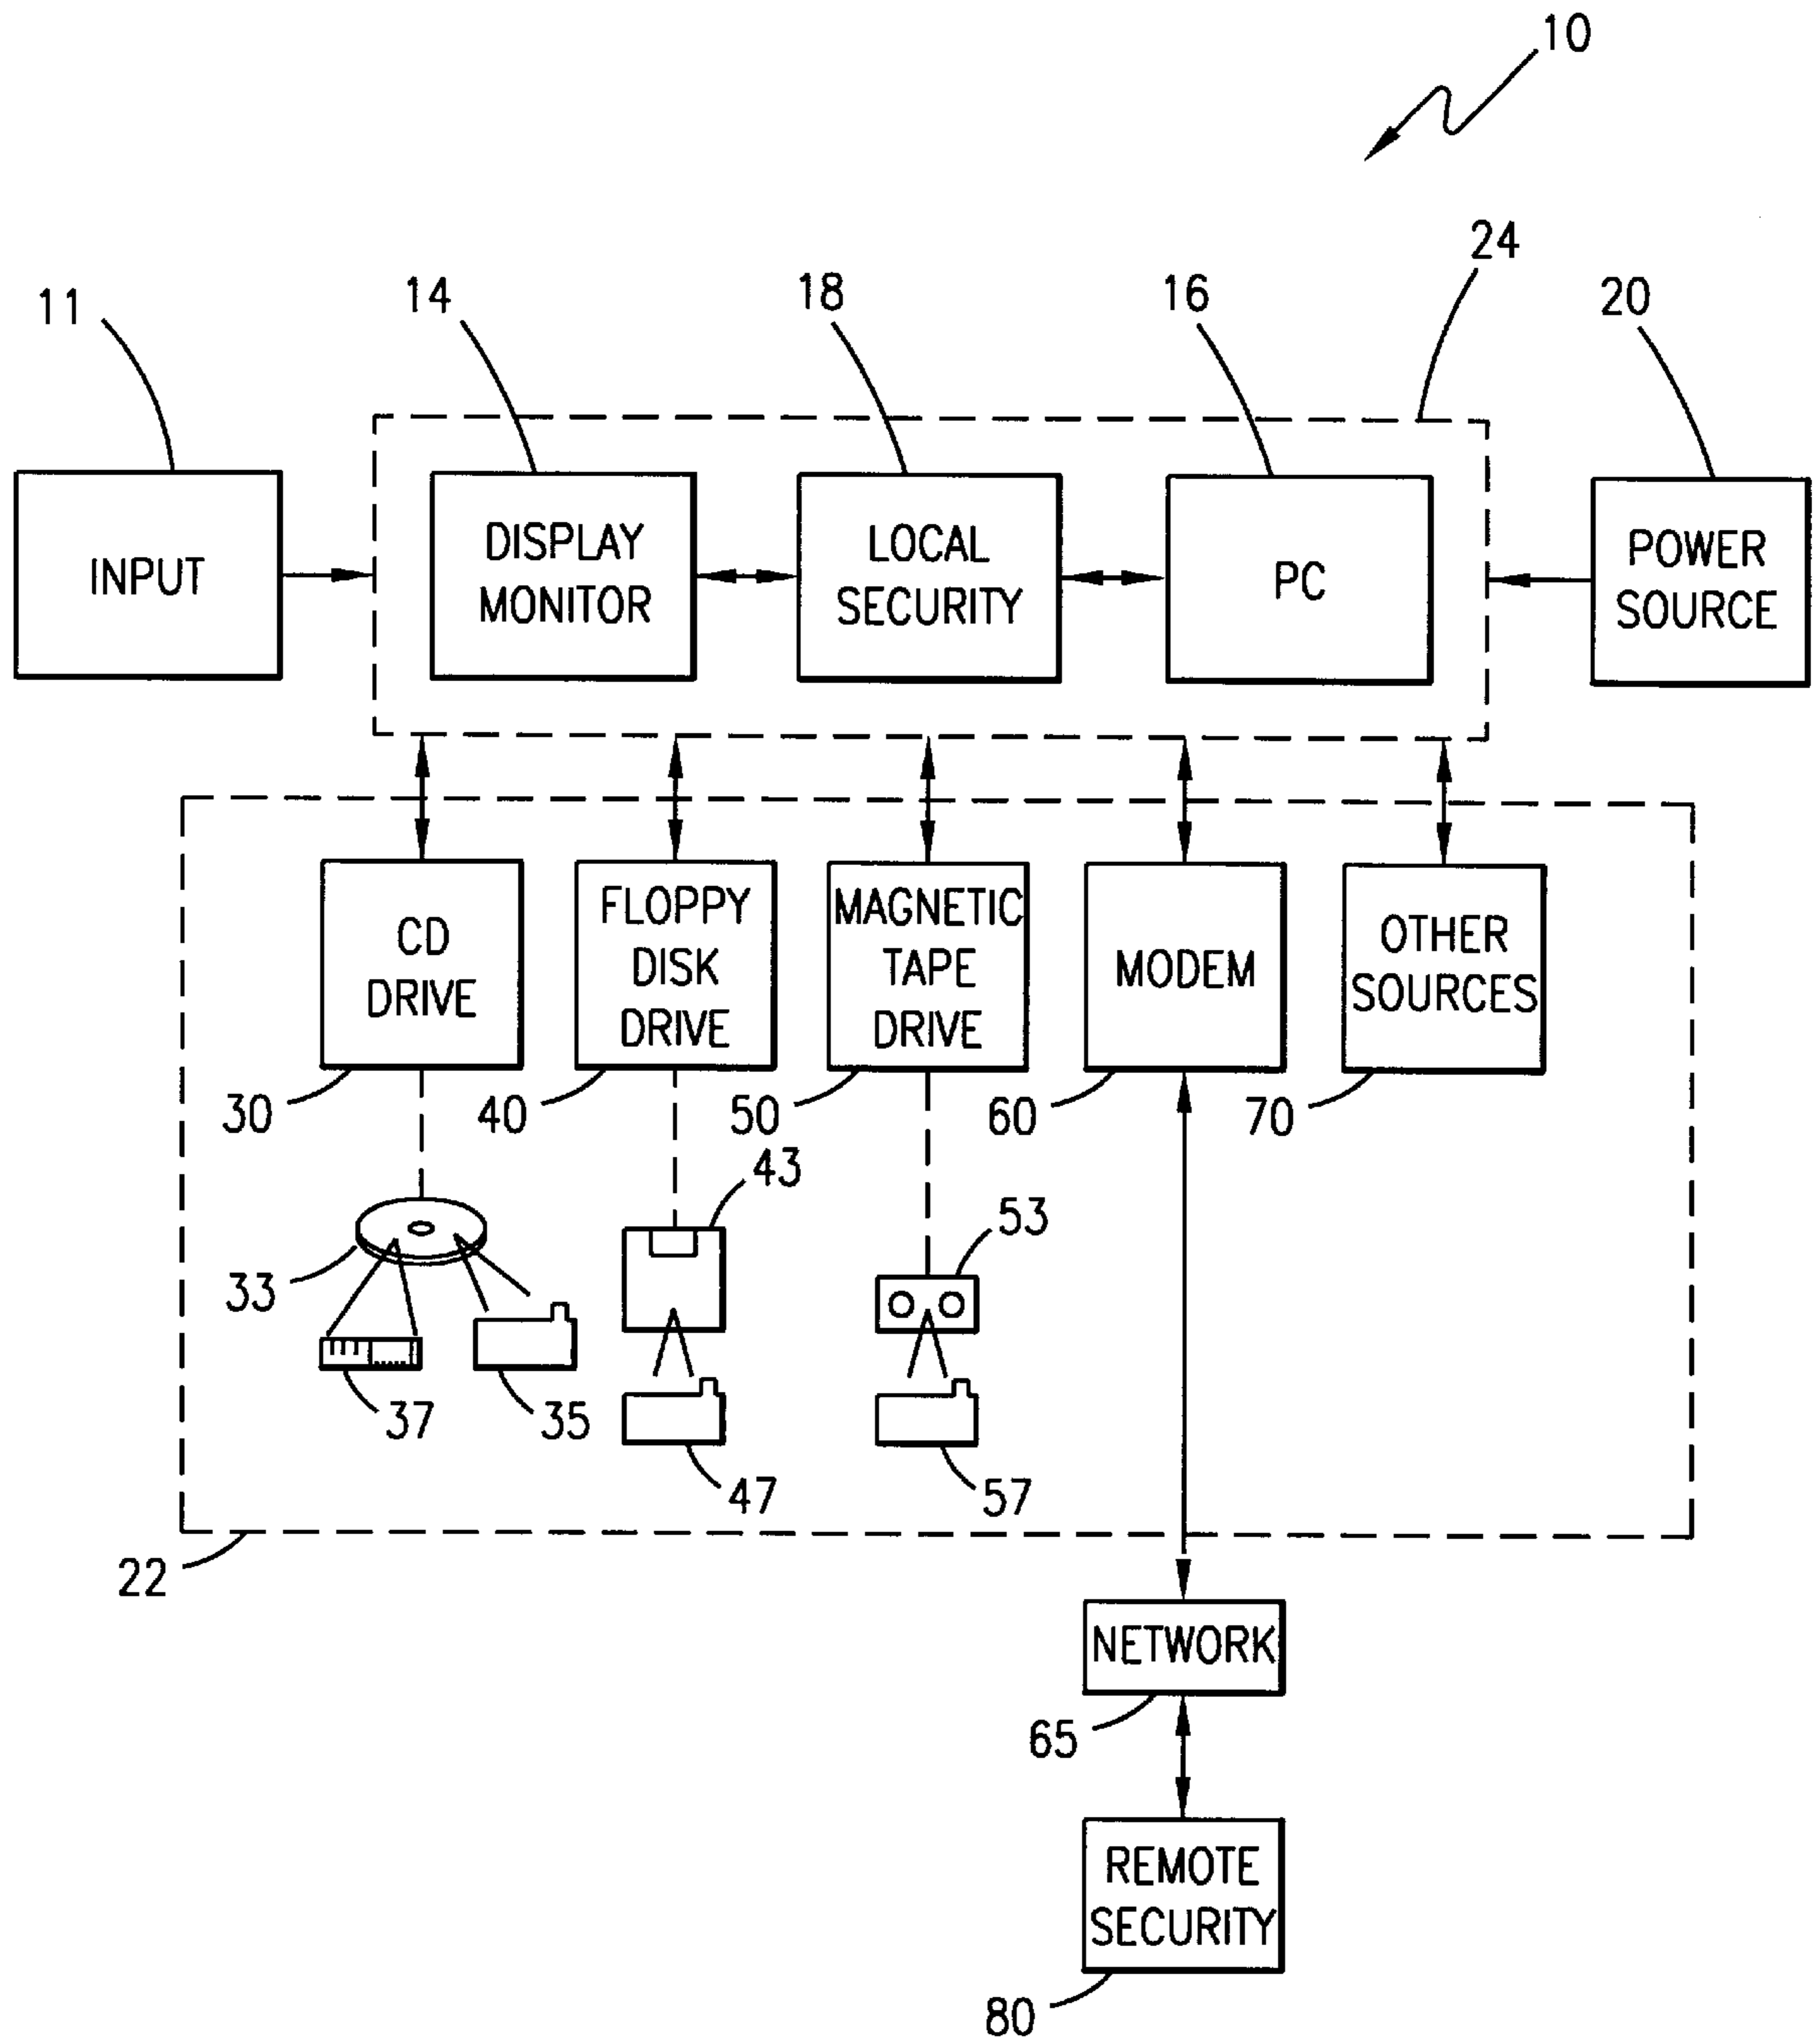 10
24
11
14
18
16
20
INPUT
DISPLAY
MONITOR
LOCAL
SECURITY
PC
POWER
SOURCE
CD
DRIVE
FLOPPY
DISK
DRIVE
MAGNETIC
TAPE
DRIVE
MODEM
OTHER
SOURCES
30
40
50
60
70
43
53
33
37
35
47
57
22
NETWORK
65
REMOTE
SECURITY
80